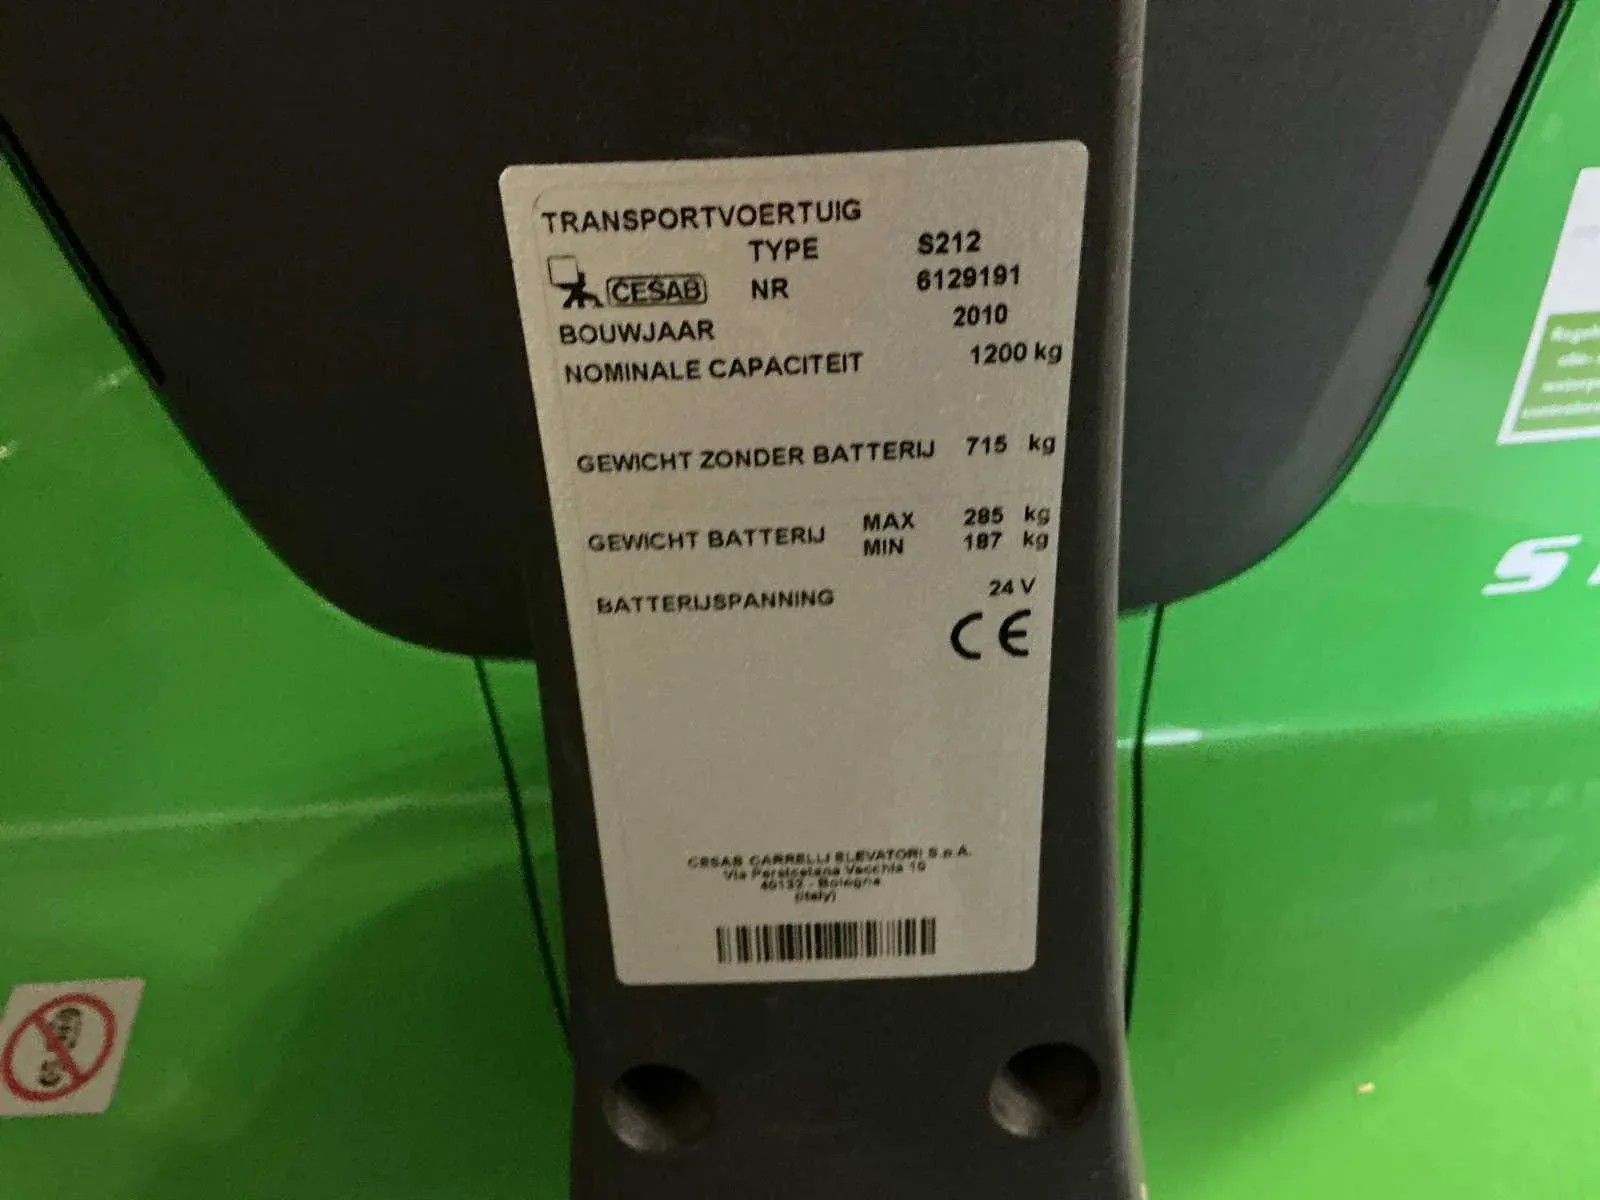 TRANSPORTVOERTUIG
TYPE S212
CESAB NR 6129191
BOUWJAAR 2010
NOMINALE CAPACITEIT 1200 kg
GEWICHT ZONDER BATTERIJ 715 kg
GEWICHT BATTERIJ MAX 285 kg
MIN 187 kg
BATTERIJSPANNING 24 V
CE
CESAB CARRELLI ELEVATORI S.p.A.
Via Persicetana Vecchia 10
40132 - Bologna
(Italy)
S